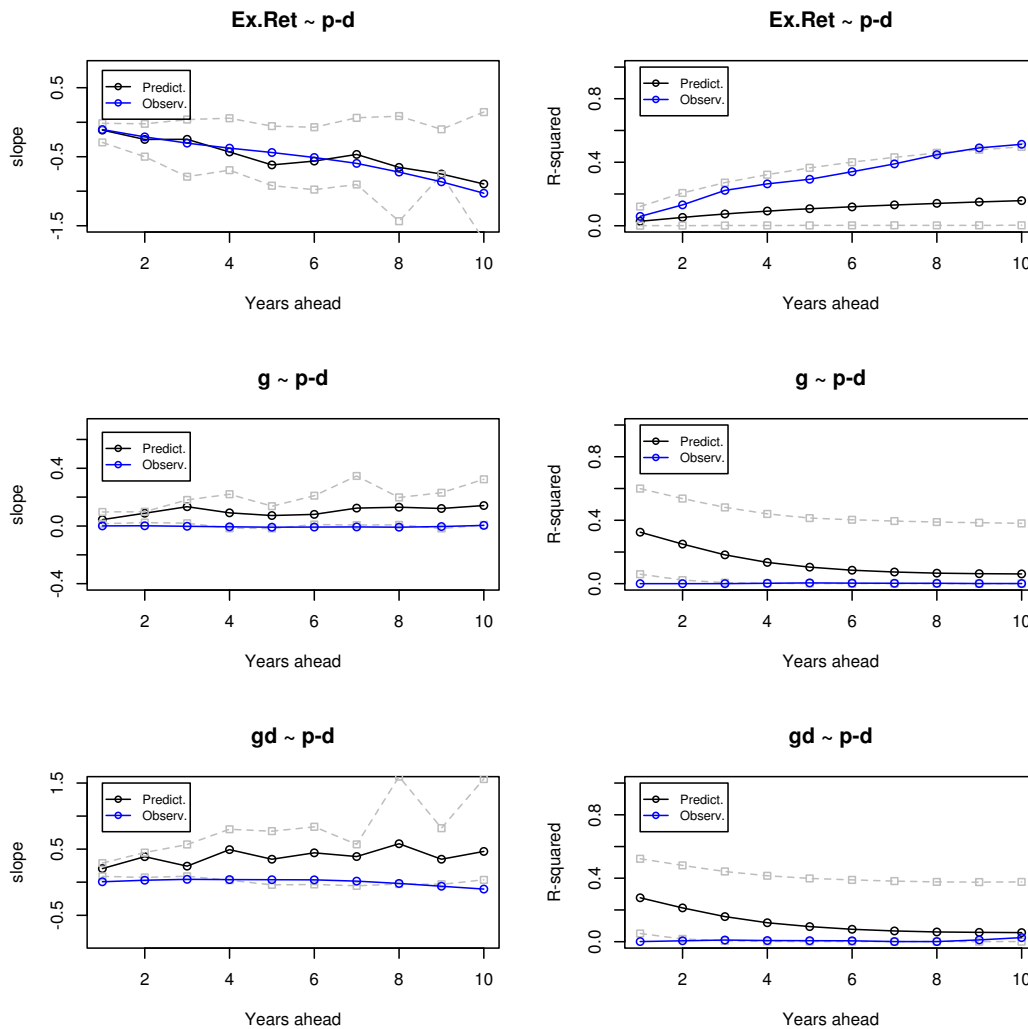 Ex.Ret ~ p-d
slope
0.5
-0.5
-1.5
Predict.
Observ.
2 4 6 8 10
Years ahead
Ex.Ret ~ p-d
R-squared
0.8
0.4
0.0
Predict.
Observ.
2 4 6 8 10
Years ahead
g ~ p-d
slope
0.4
0.0
-0.4
Predict.
Observ.
2 4 6 8 10
Years ahead
g ~ p-d
R-squared
0.8
0.4
0.0
Predict.
Observ.
2 4 6 8 10
Years ahead
gd ~ p-d
slope
1.5
0.5
-0.5
Predict.
Observ.
2 4 6 8 10
Years ahead
gd ~ p-d
R-squared
0.8
0.4
0.0
Predict.
Observ.
2 4 6 8 10
Years ahead